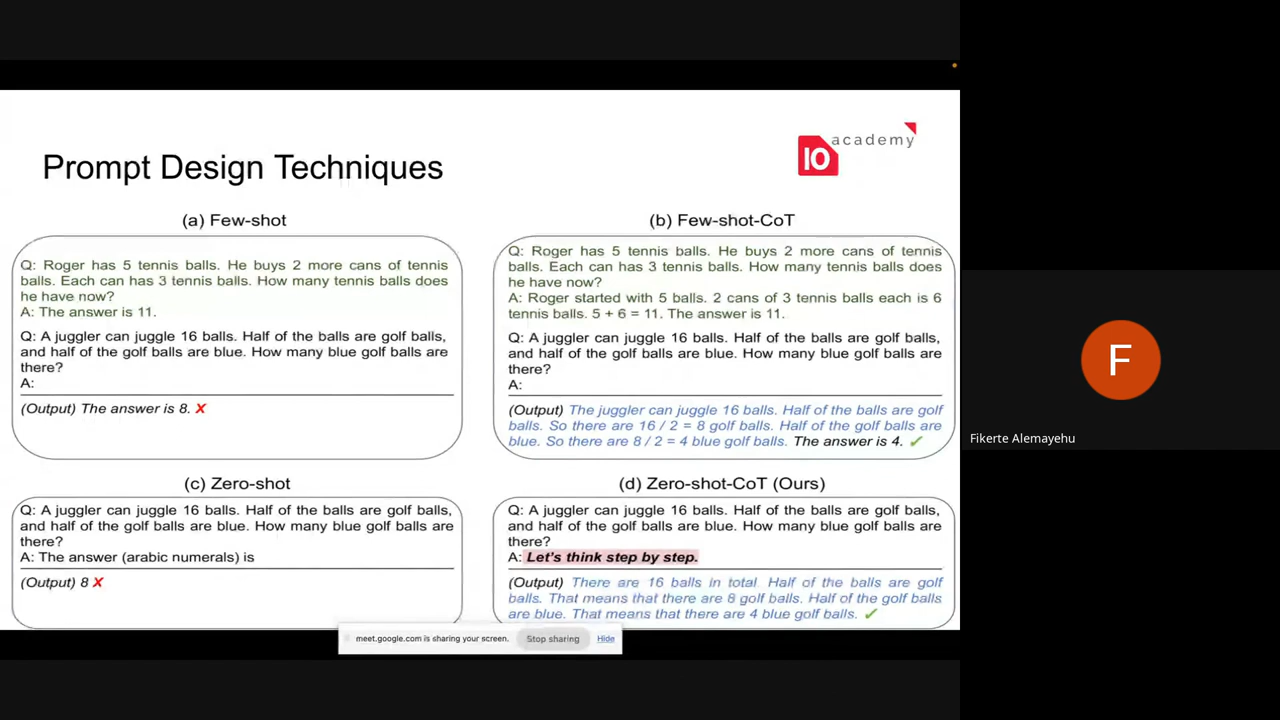 10 academy
Prompt Design Techniques
(a) Few-shot
Q: Roger has 5 tennis balls. He buys 2 more cans of tennis
balls. Each can has 3 tennis balls. How many tennis balls does
he have now?
A: The answer is 11.
Q: A juggler can juggle 16 balls. Half of the balls are golf balls,
and half of the golf balls are blue. How many blue golf balls are
there?
A:
(Output) The answer is 8. X
(b) Few-shot-CoT
Q: Roger has 5 tennis balls. He buys 2 more cans of tennis
balls. Each can has 3 tennis balls. How many tennis balls does
he have now?
A: Roger started with 5 balls. 2 cans of 3 tennis balls each is 6
tennis balls. 5 + 6 = 11. The answer is 11.
Q: A juggler can juggle 16 balls. Half of the balls are golf balls,
and half of the golf balls are blue. How many blue golf balls are
there?
A:
(Output) The juggler can juggle 16 balls. Half of the balls are golf
balls. So there are 16 / 2 = 8 golf balls. Half of the golf balls are
blue. So there are 8 / 2 = 4 blue golf balls. The answer is 4. ✓
(c) Zero-shot
Q: A juggler can juggle 16 balls. Half of the balls are golf balls,
and half of the golf balls are blue. How many blue golf balls are
there?
A: The answer (arabic numerals) is
(Output) 8 X
(d) Zero-shot-CoT (Ours)
Q: A juggler can juggle 16 balls. Half of the balls are golf balls,
and half of the golf balls are blue. How many blue golf balls are
there?
A: Let's think step by step.
(Output) There are 16 balls in total. Half of the balls are golf
balls. That means that there are 8 golf balls. Half of the golf balls
are blue. That means that there are 4 blue golf balls. ✓
meet.google.com is sharing your screen. Stop sharing Hide
F
Fikerte Alemayehu